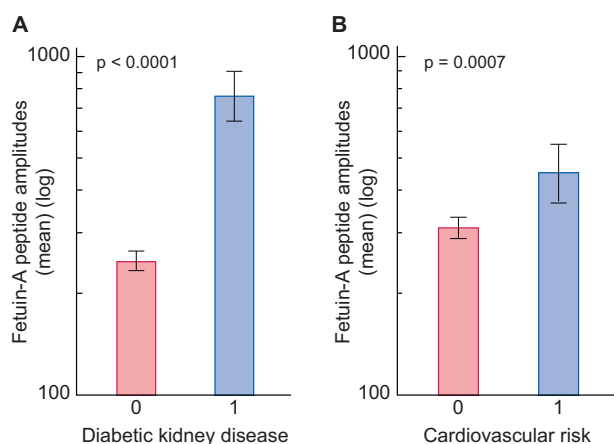 A
1000
p < 0.0001
Fetuin-A peptide amplitudes
(mean) (log)
100
0
1
Diabetic kidney disease
B
1000
p = 0.0007
Fetuin-A peptide amplitudes
(mean) (log)
100
0
1
Cardiovascular risk